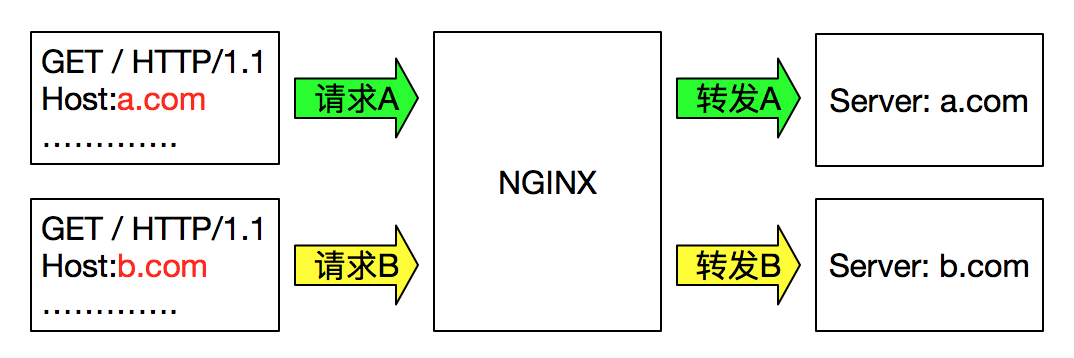 GET / HTTP/1.1
Host:a.com
.............
请求A
转发A
Server: a.com
NGINX
GET / HTTP/1.1
Host:b.com
.............
请求B
转发B
Server: b.com